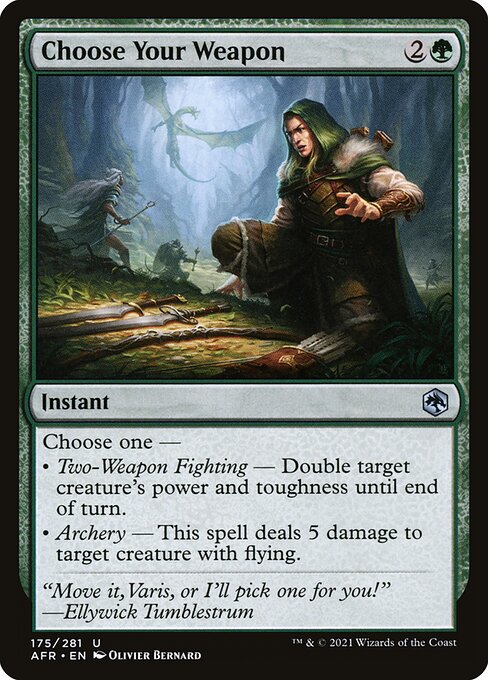 Choose Your Weapon 2
Instant
Choose one —
• Two-Weapon Fighting — Double target
creature's power and toughness until end
of turn.
• Archery — This spell deals 5 damage to
target creature with flying.
“Move it, Varis, or I'll pick one for you!”
—Ellywick Tumblestrum
175/281 U
AFR • EN Olivier Bernard
™ & © 2021 Wizards of the Coast